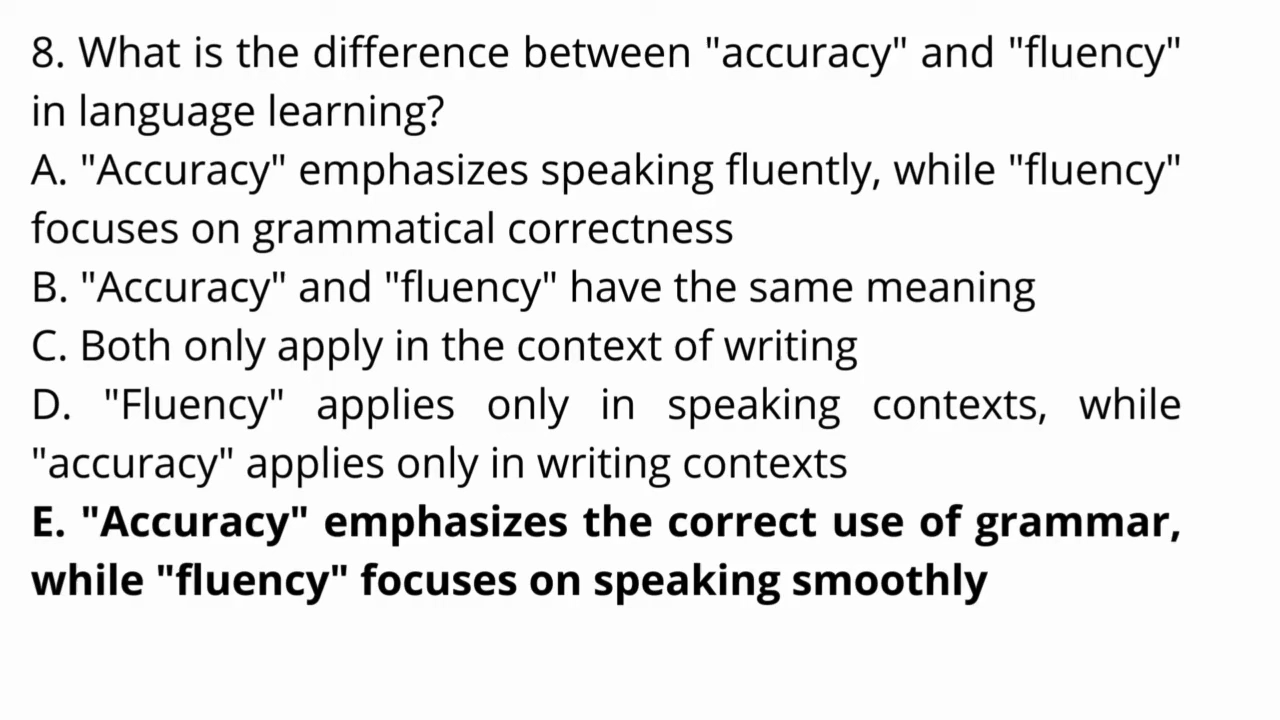 8. What is the difference between "accuracy" and "fluency"
in language learning?
A. "Accuracy" emphasizes speaking fluently, while "fluency"
focuses on grammatical correctness
B. "Accuracy" and "fluency" have the same meaning
C. Both only apply in the context of writing
D. "Fluency" applies only in speaking contexts, while
"accuracy" applies only in writing contexts
E. "Accuracy" emphasizes the correct use of grammar,
while "fluency" focuses on speaking smoothly